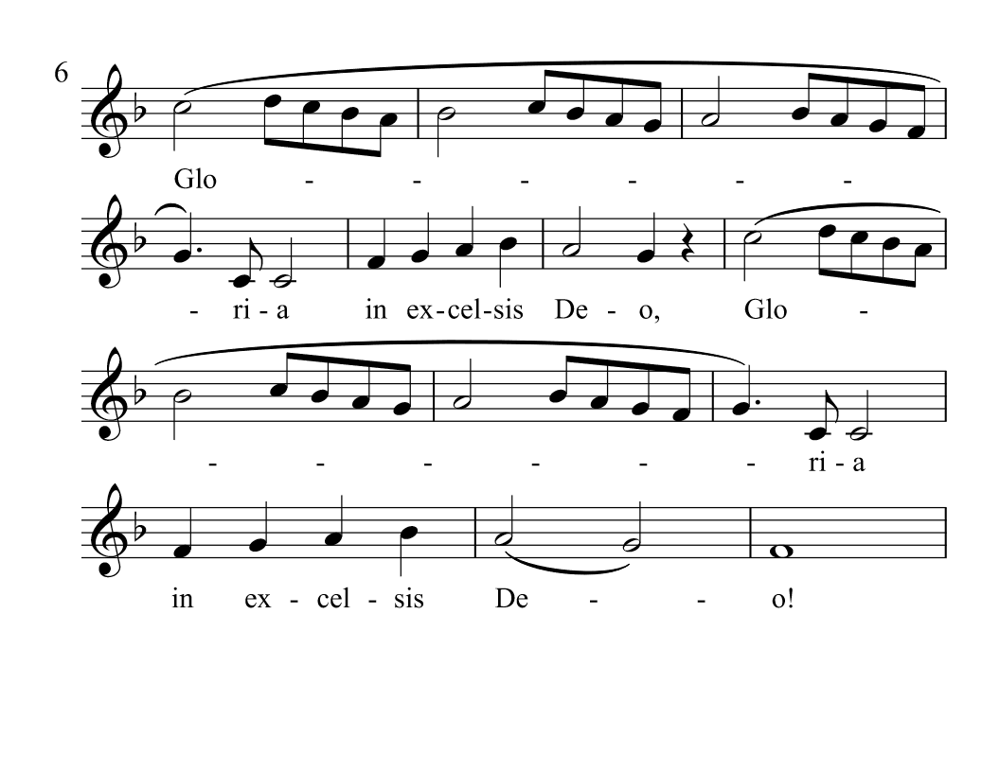 6
Glo - - - - - -
- ri - a in ex - cel - sis De - o, Glo -
- - - - - - ri - a
in ex - cel - sis De - - o!